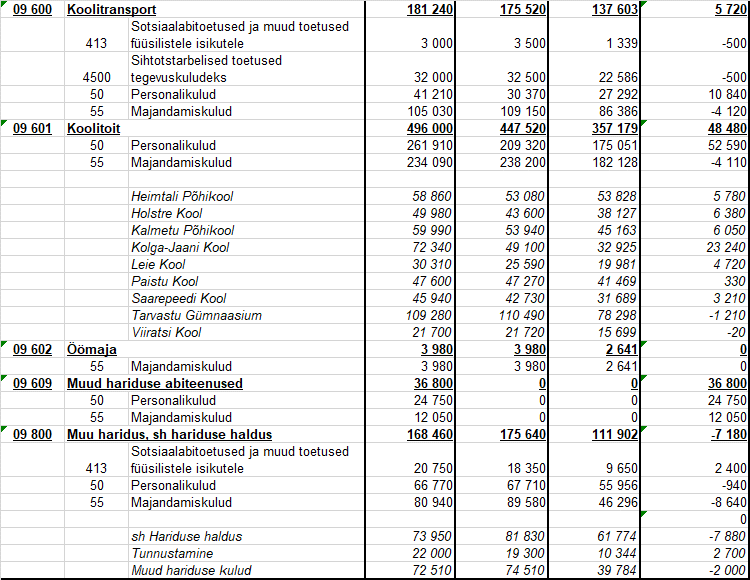 09 600 Koolitransport 181 240 175 520 137 603 5 720
Sotsiaalabitoetused ja muud toetused
413 füüsilistele isikutele 3 000 3 500 1 339 -500
Sihtotstarbelised toetused
4500 tegevuskuludeks 32 000 32 500 22 586 -500
50 Personalikulud 41 210 30 370 27 292 10 840
55 Majandamiskulud 105 030 109 150 86 386 -4 120
09 601 Koolitoit 496 000 447 520 357 179 48 480
50 Personalikulud 261 910 209 320 175 051 52 590
55 Majandamiskulud 234 090 238 200 182 128 -4 110
Heimtali Põhikool 58 860 53 080 53 828 5 780
Holstre Kool 49 980 43 600 38 127 6 380
Kalmetu Põhikool 59 990 53 940 45 163 6 050
Kolga-Jaani Kool 72 340 49 100 32 925 23 240
Leie Kool 30 310 25 590 19 981 4 720
Paistu Kool 47 600 47 270 41 469 330
Saarepeedi Kool 45 940 42 730 31 689 3 210
Tarvastu Gümnaasium 109 280 110 490 78 298 -1 210
Viiratsi Kool 21 700 21 720 15 699 -20
09 602 Öömaja 3 980 3 980 2 641 0
55 Majandamiskulud 3 980 3 980 2 641 0
09 609 Muud hariduse abiteenused 36 800 0 0 36 800
50 Personalikulud 24 750 0 0 24 750
55 Majandamiskulud 12 050 0 0 12 050
09 800 Muu haridus, sh hariduse haldus 168 460 175 640 111 902 -7 180
Sotsiaalabitoetused ja muud toetused
413 füüsilistele isikutele 20 750 18 350 9 650 2 400
50 Personalikulud 66 770 67 710 55 956 -940
55 Majandamiskulud 80 940 89 580 46 296 -8 640
0
sh Hariduse haldus 73 950 81 830 61 774 -7 880
Tunnustamine 22 000 19 300 10 344 2 700
Muud hariduse kulud 72 510 74 510 39 784 -2 000